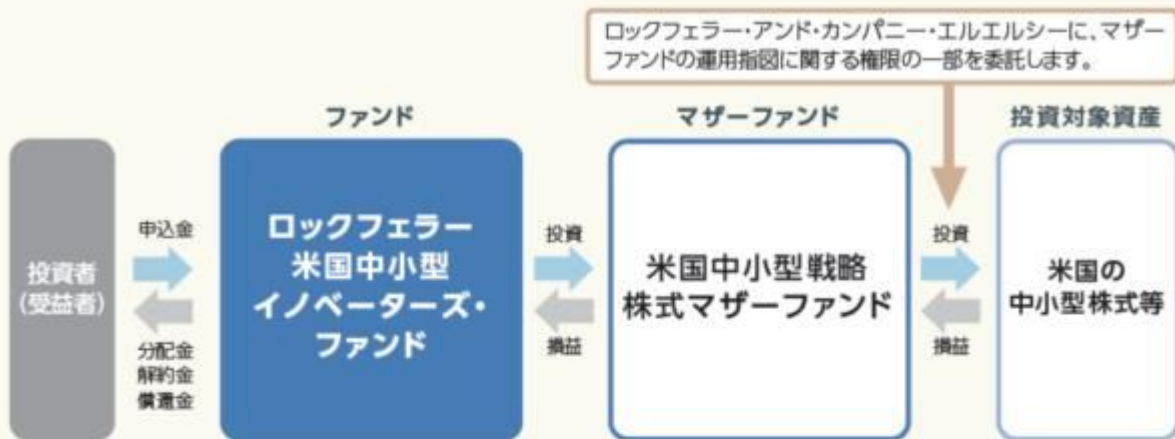 ロックフェラー・アンド・カンパニー・エルエルシーに、マザー
ファンドの運用指図に関する権限の一部を委託します。
ファンド
マザーファンド
投資対象資産
投資者
(受益者)
申込金
分配金
解約金
償還金
ロックフェラー
米国中小型
イノベーターズ・
ファンド
投資
損益
米国中小型戦略
株式マザーファンド
投資
損益
米国の
中小型株式等